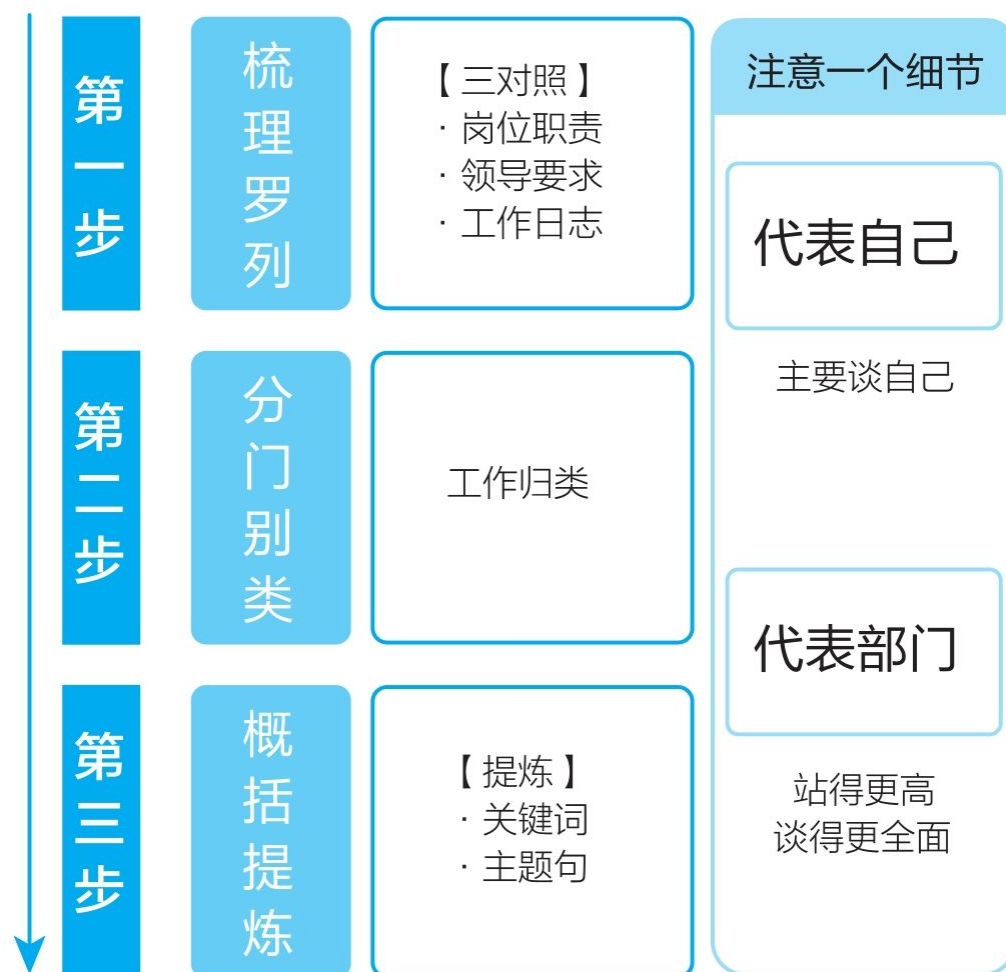 第一步
梳理罗列
【三对照】
· 岗位职责
· 领导要求
· 工作日志
第二步
分门别类
工作归类
第三步
概括提炼
【提炼】
· 关键词
· 主题句
注意一个细节
代表自己
主要谈自己
代表部门
站得更高
谈得更全面